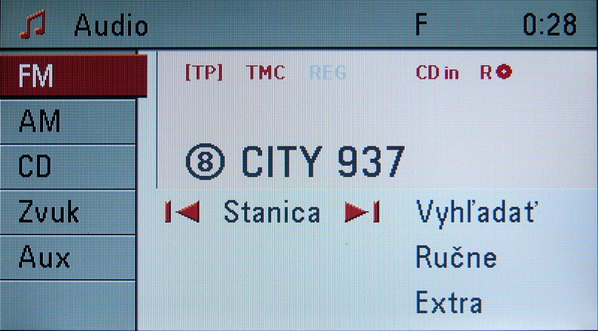 Audio F 0:28
FM
[TP] TMC REG CD in R
AM
CD
8 CITY 937
Zvuk
Stanica
Vyhľadať
Aux
Ručne
Extra